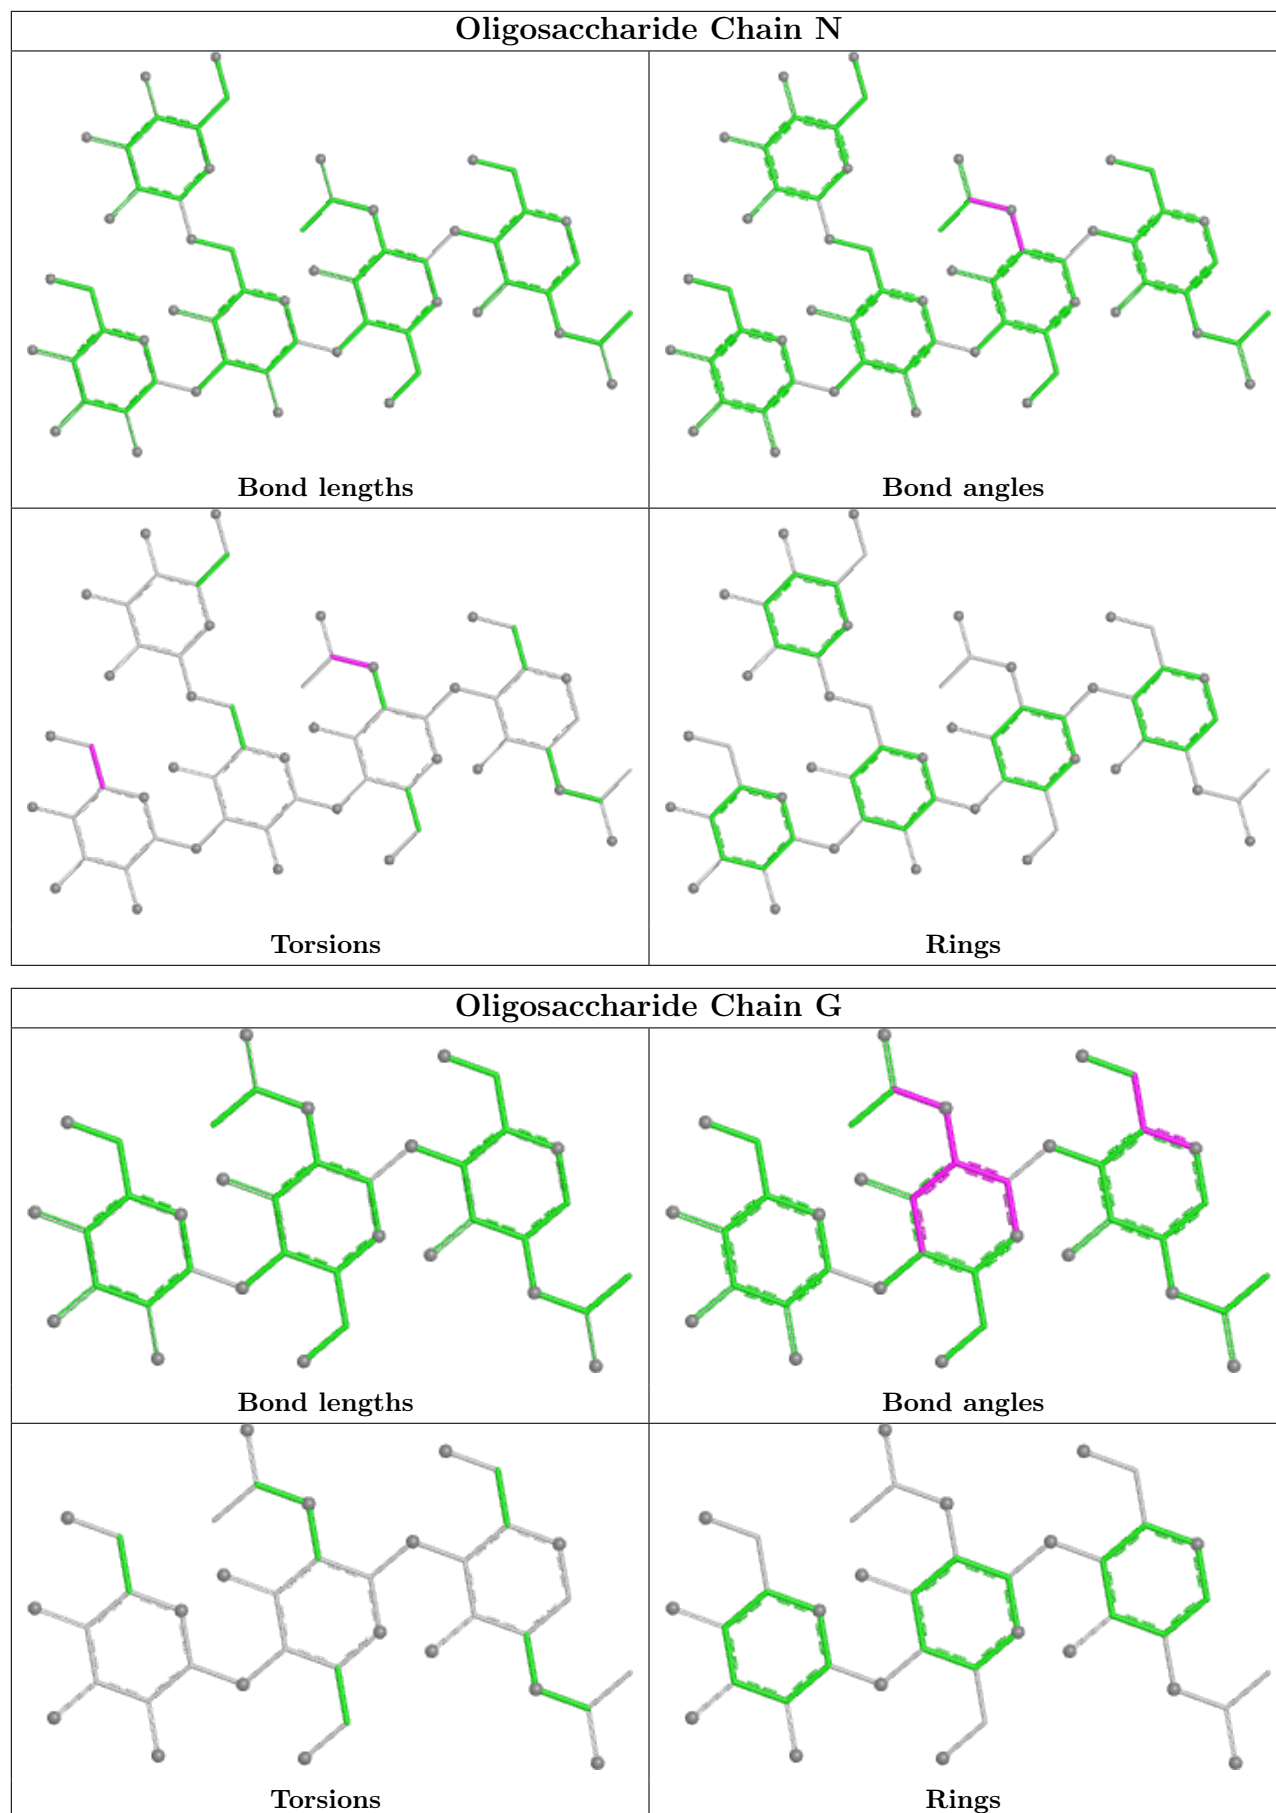 Oligosaccharide Chain N
Bond lengths
Bond angles
Torsions
Rings
Oligosaccharide Chain G
Bond lengths
Bond angles
Torsions
Rings